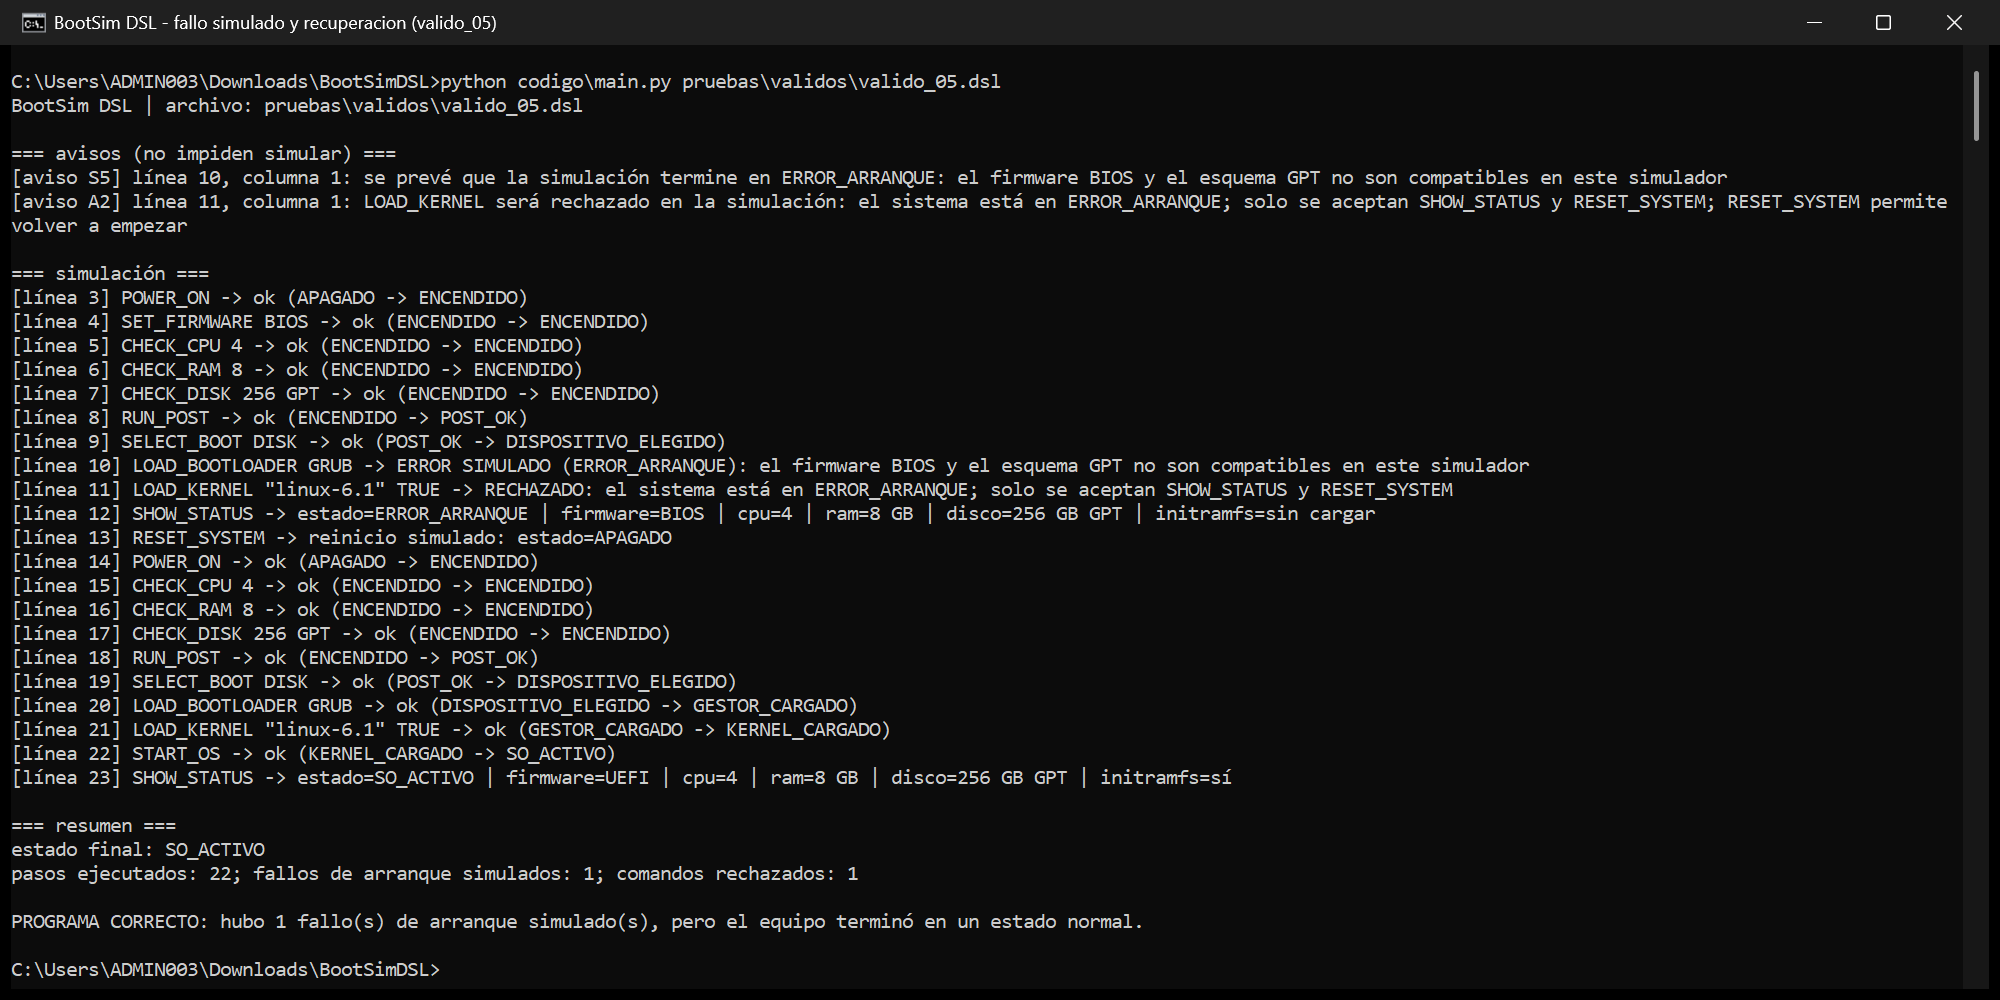 BootSim DSL - fallo simulado y recuperacion (valido_05)
C:\Users\ADMIN003\Downloads\BootSimDSL>python codigo\main.py pruebas\validos\valido_05.dsl
BootSim DSL | archivo: pruebas\validos\valido_05.dsl
=== avisos (no impiden simular) ===
[aviso S5] línea 10, columna 1: se prevé que la simulación termine en ERROR_ARRANQUE: el firmware BIOS y el esquema GPT no son compatibles en este simulador
[aviso A2] línea 11, columna 1: LOAD_KERNEL será rechazado en la simulación: el sistema está en ERROR_ARRANQUE; solo se aceptan SHOW_STATUS y RESET_SYSTEM; RESET_SYSTEM permite
volver a empezar
=== simulación ===
[línea 3] POWER_ON -> ok (APAGADO -> ENCENDIDO)
[línea 4] SET_FIRMWARE BIOS -> ok (ENCENDIDO -> ENCENDIDO)
[línea 5] CHECK_CPU 4 -> ok (ENCENDIDO -> ENCENDIDO)
[línea 6] CHECK_RAM 8 -> ok (ENCENDIDO -> ENCENDIDO)
[línea 7] CHECK_DISK 256 GPT -> ok (ENCENDIDO -> ENCENDIDO)
[línea 8] RUN_POST -> ok (ENCENDIDO -> POST_OK)
[línea 9] SELECT_BOOT DISK -> ok (POST_OK -> DISPOSITIVO_ELEGIDO)
[línea 10] LOAD_BOOTLOADER GRUB -> ERROR SIMULADO (ERROR_ARRANQUE): el firmware BIOS y el esquema GPT no son compatibles en este simulador
[línea 11] LOAD_KERNEL "linux-6.1" TRUE -> RECHAZADO: el sistema está en ERROR_ARRANQUE; solo se aceptan SHOW_STATUS y RESET_SYSTEM
[línea 12] SHOW_STATUS -> estado=ERROR_ARRANQUE | firmware=BIOS | cpu=4 | ram=8 GB | disco=256 GB GPT | initramfs=sin cargar
[línea 13] RESET_SYSTEM -> reinicio simulado: estado=APAGADO
[línea 14] POWER_ON -> ok (APAGADO -> ENCENDIDO)
[línea 15] CHECK_CPU 4 -> ok (ENCENDIDO -> ENCENDIDO)
[línea 16] CHECK_RAM 8 -> ok (ENCENDIDO -> ENCENDIDO)
[línea 17] CHECK_DISK 256 GPT -> ok (ENCENDIDO -> ENCENDIDO)
[línea 18] RUN_POST -> ok (ENCENDIDO -> POST_OK)
[línea 19] SELECT_BOOT DISK -> ok (POST_OK -> DISPOSITIVO_ELEGIDO)
[línea 20] LOAD_BOOTLOADER GRUB -> ok (DISPOSITIVO_ELEGIDO -> GESTOR_CARGADO)
[línea 21] LOAD_KERNEL "linux-6.1" TRUE -> ok (GESTOR_CARGADO -> KERNEL_CARGADO)
[línea 22] START_OS -> ok (KERNEL_CARGADO -> SO_ACTIVO)
[línea 23] SHOW_STATUS -> estado=SO_ACTIVO | firmware=UEFI | cpu=4 | ram=8 GB | disco=256 GB GPT | initramfs=sí
=== resumen ===
estado final: SO_ACTIVO
pasos ejecutados: 22; fallos de arranque simulados: 1; comandos rechazados: 1
PROGRAMA CORRECTO: hubo 1 fallo(s) de arranque simulado(s), pero el equipo terminó en un estado normal.
C:\Users\ADMIN003\Downloads\BootSimDSL>